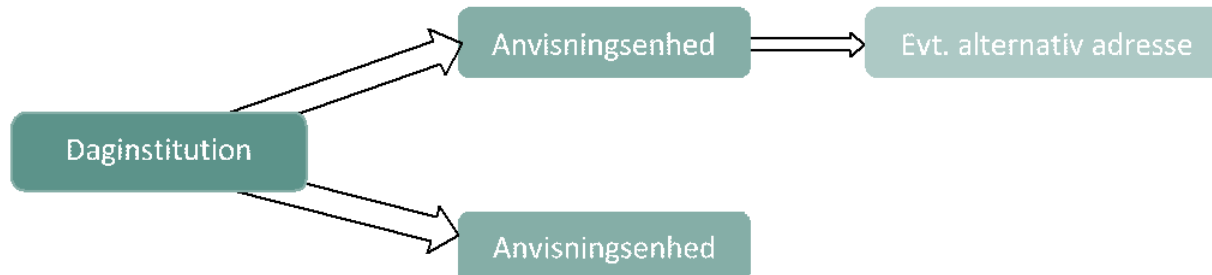 Anvisningsenhed
Evt. alternativ adresse
Daginstitution
Anvisningsenhed